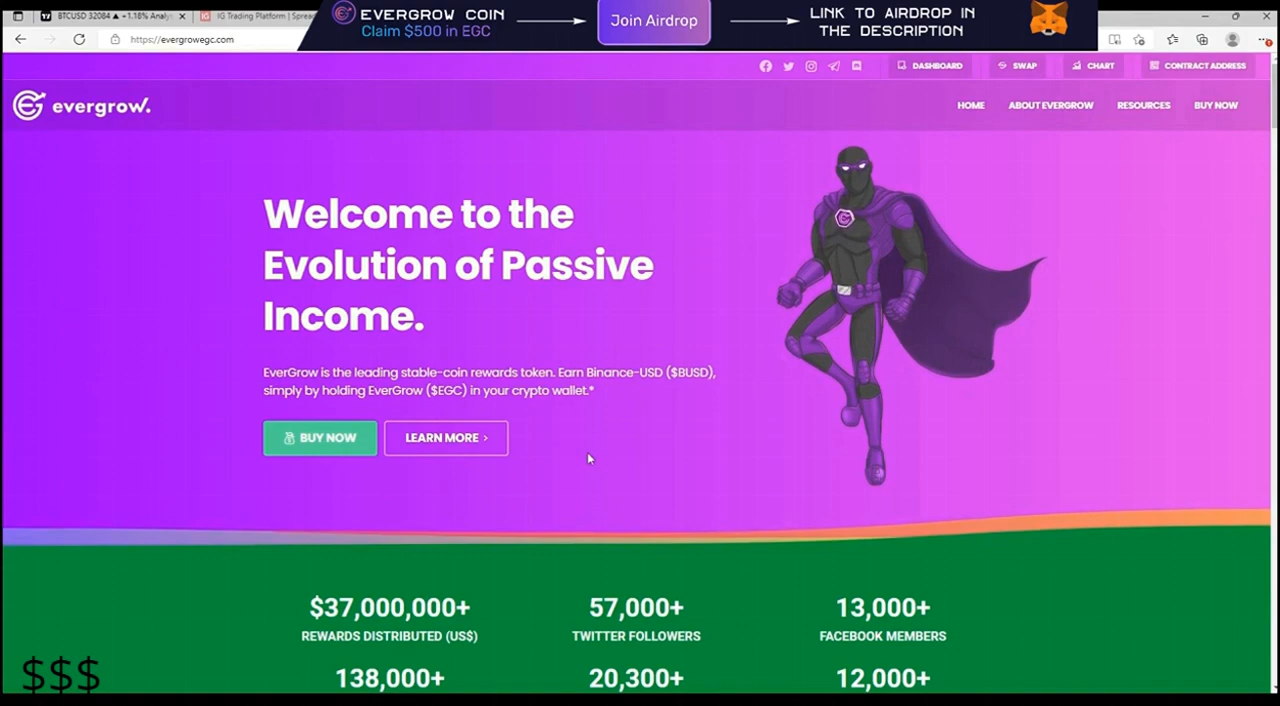 BTCUSD 32084 ▲ +1.18% Analy
IG Trading Platform | Spread
EVERGROW COIN
Claim $500 in EGC
Join Airdrop
LINK TO AIRDROP IN
THE DESCRIPTION
https://evergrowegc.com
DASHBOARD
SWAP
CHART
CONTRACT ADDRESS
evergrow.
HOME
ABOUT EVERGROW
RESOURCES
BUY NOW
Welcome to the
Evolution of Passive
Income.
EverGrow is the leading stable-coin rewards token. Earn Binance-USD ($BUSD),
simply by holding EverGrow ($EGC) in your crypto wallet.*
BUY NOW
LEARN MORE ›
$37,000,000+
REWARDS DISTRIBUTED (US$)
57,000+
TWITTER FOLLOWERS
13,000+
FACEBOOK MEMBERS
138,000+
20,300+
12,000+
$$$